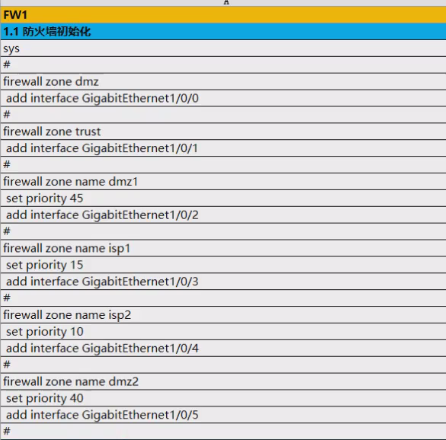 A
FW1
1.1 防火墙初始化
sys
#
firewall zone dmz
add interface GigabitEthernet1/0/0
#
firewall zone trust
add interface GigabitEthernet1/0/1
#
firewall zone name dmz1
set priority 45
add interface GigabitEthernet1/0/2
#
firewall zone name isp1
set priority 15
add interface GigabitEthernet1/0/3
#
firewall zone name isp2
set priority 10
add interface GigabitEthernet1/0/4
#
firewall zone name dmz2
set priority 40
add interface GigabitEthernet1/0/5
#